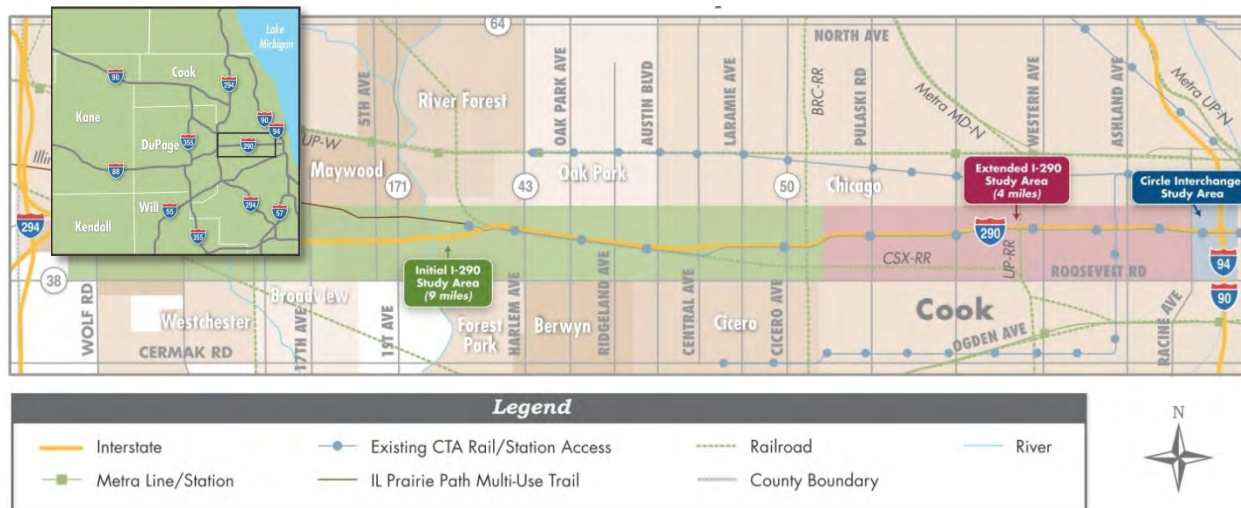 Lake
Michigan
Cook
90
294
Kane
90
94
DuPage
355
290
88
Will
55
294
57
Kendall
355
64
NORTH AVE
5TH AVE
River Forest
OAK PARK AVE
AUSTIN BLVD
LARAMIE AVE
BRC-RR
PULASKI RD
Metra MD-N
WESTERN AVE
ASHLAND AVE
Metra UP-N
UP-W
Maywood
171
43
Oak Park
50
Chicago
Extended I-290
Study Area
(4 miles)
Circle Interchange
Study Area
294
290
94
Initial I-290
Study Area
(9 miles)
CSX-RR
UP-RR
ROOSEVELT RD
38
90
WOLF RD
Broadview
Westchester
CERMAK RD
17TH AVE
1ST AVE
Forest
Park
HARLEM AVE
Berwyn
RIDGELAND AVE
CENTRAL AVE
Cicero
CICERO AVE
Cook
OGDEN AVE
RACINE AVE
Legend
Interstate
Existing CTA Rail/Station Access
Railroad
River
Metra Line/Station
IL Prairie Path Multi-Use Trail
County Boundary
N